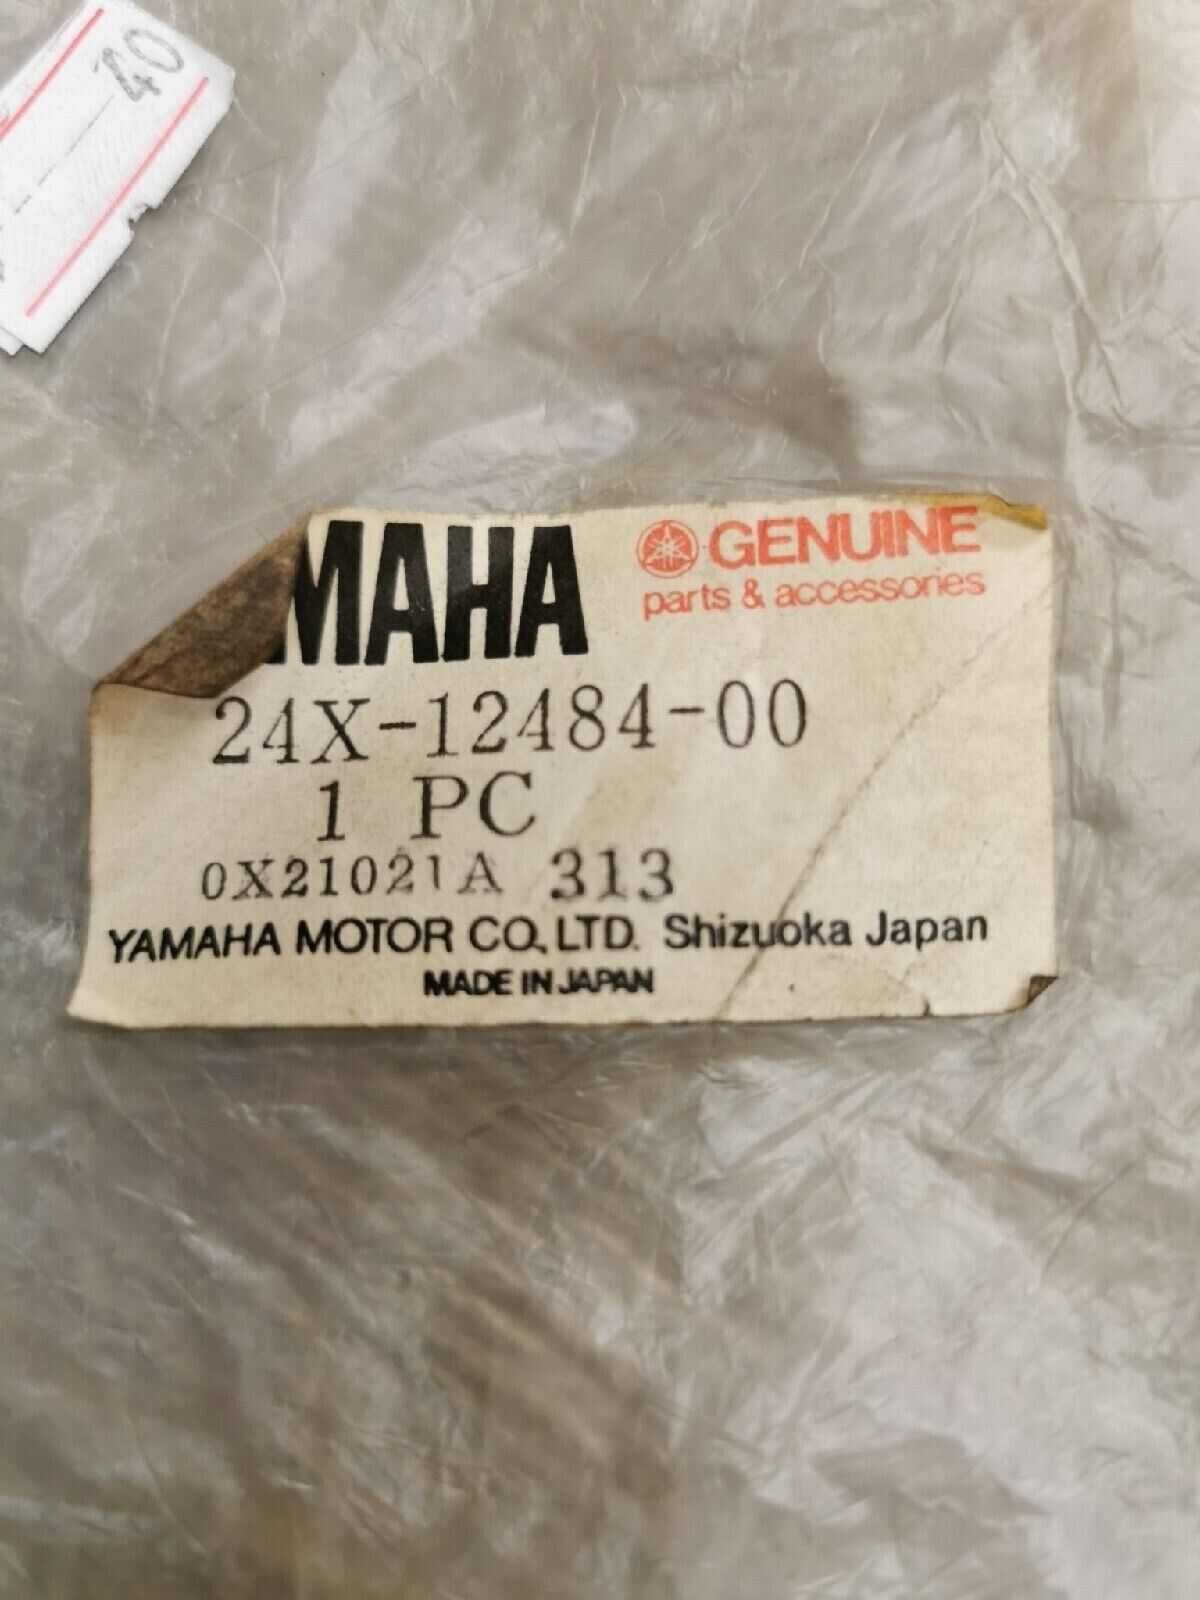 40
MAHA
GENUINE
parts & accessories
24X-12484-00
1 PC
0X21021A 313
YAMAHA MOTOR CO., LTD. Shizuoka Japan
MADE IN JAPAN